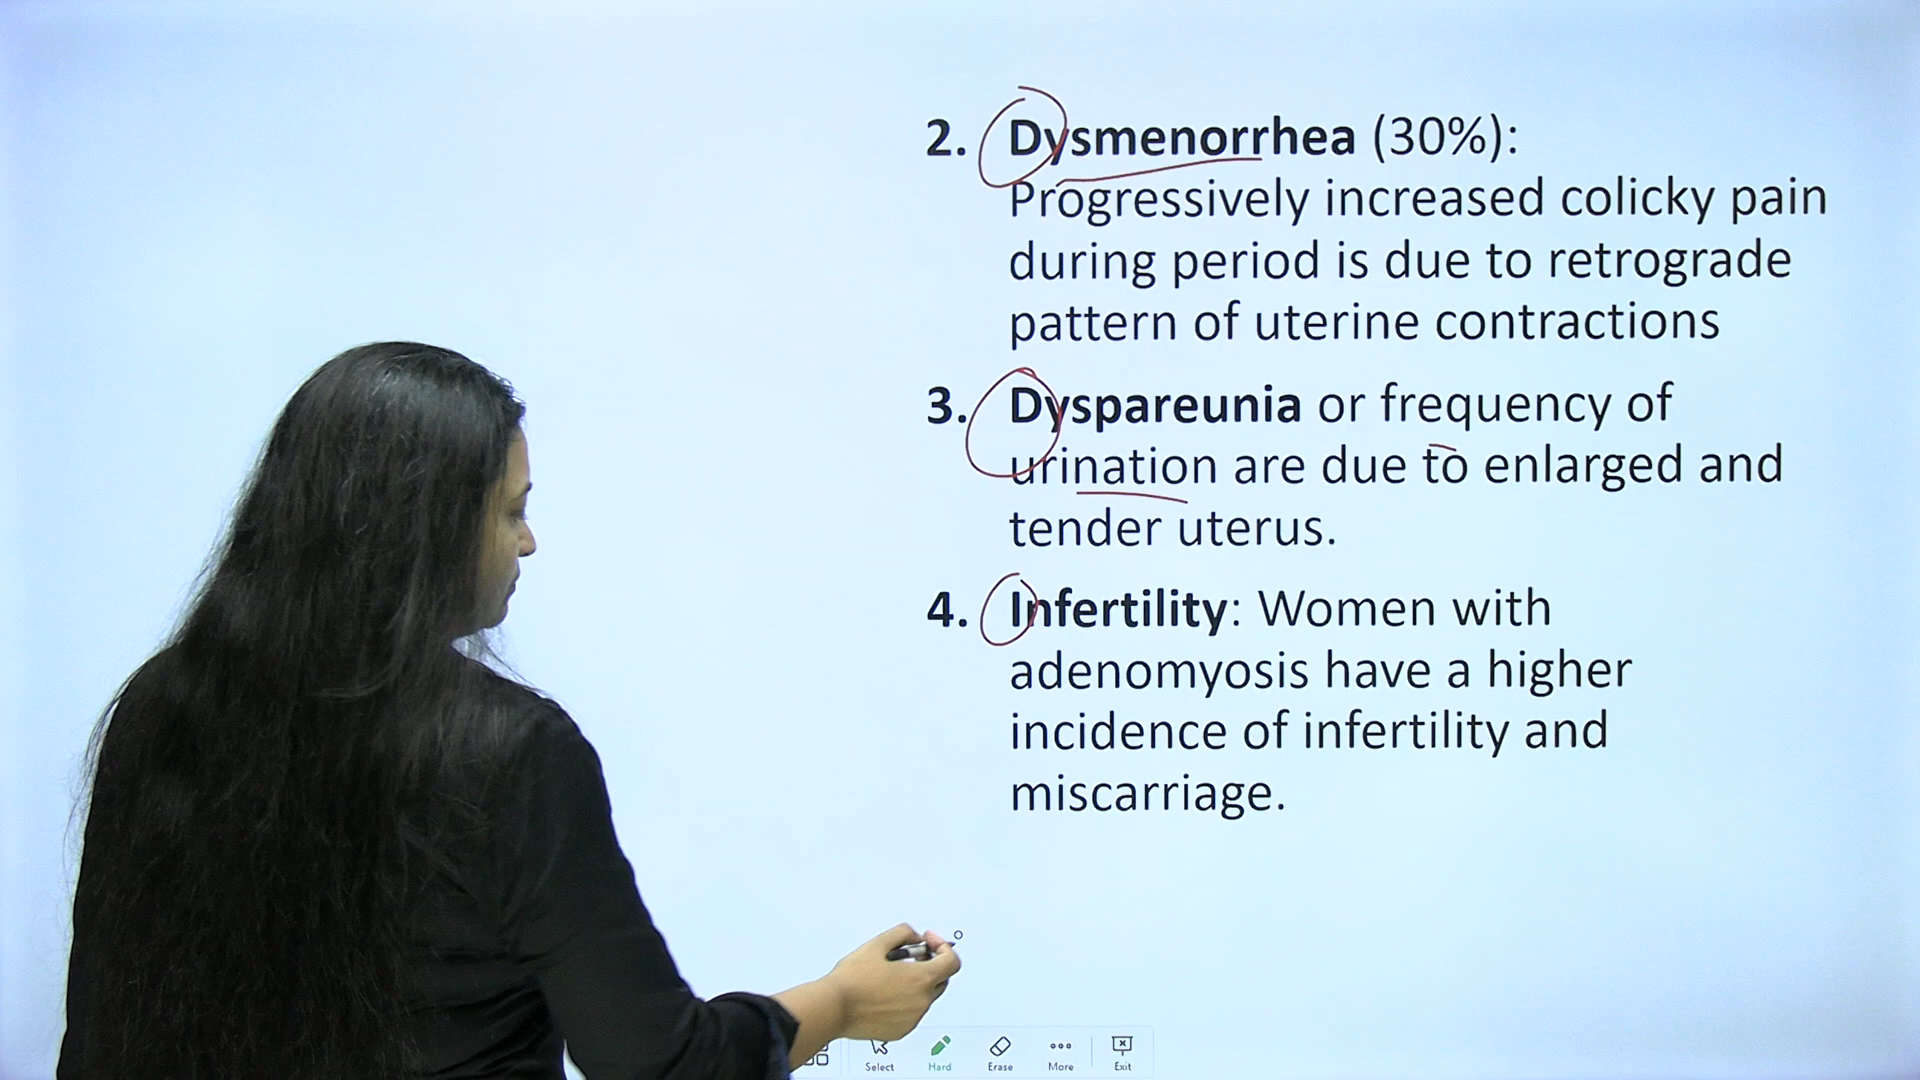 2. Dysmenorrhea (30%):
Progressively increased colicky pain
during period is due to retrograde
pattern of uterine contractions
3. Dyspareunia or frequency of
urination are due to enlarged and
tender uterus.
4. Infertility: Women with
adenomyosis have a higher
incidence of infertility and
miscarriage.
Select Hard Erase More Exit